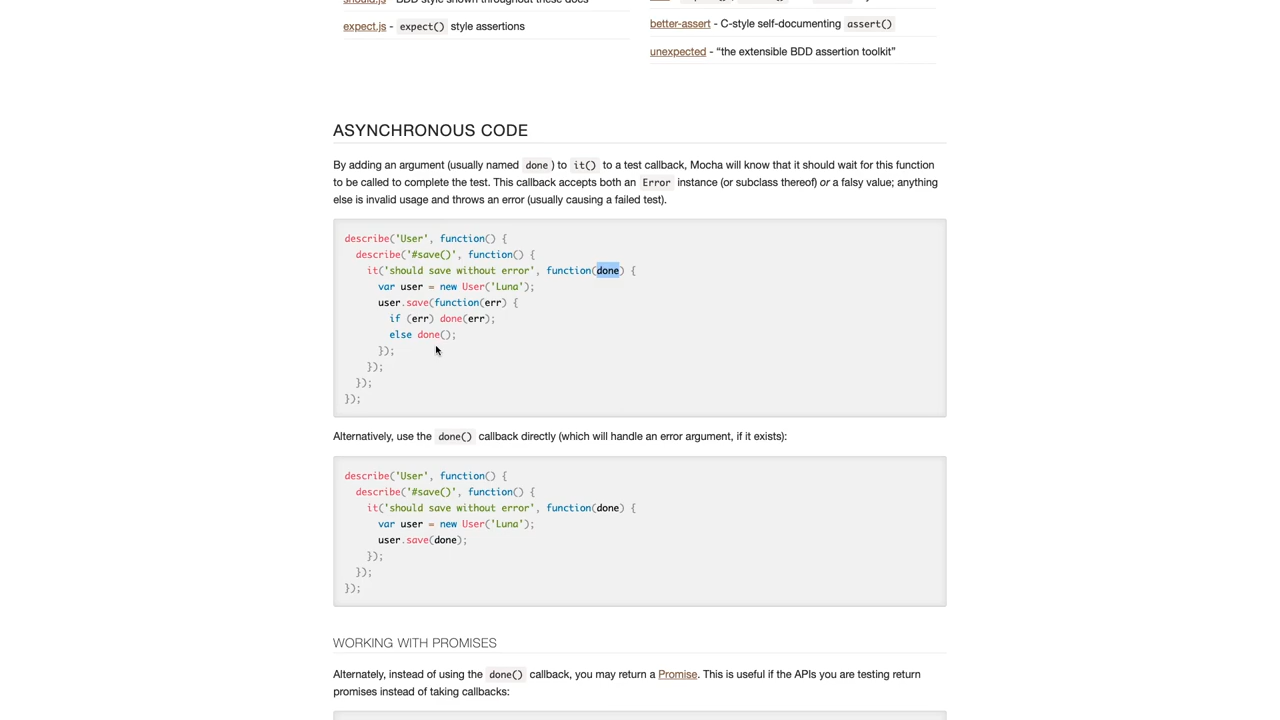 should.js - BDD style shown throughout these docs
expect.js - expect() style assertions
better-assert - C-style self-documenting assert()
unexpected - “the extensible BDD assertion toolkit”
ASYNCHRONOUS CODE
By adding an argument (usually named done ) to it() to a test callback, Mocha will know that it should wait for this function
to be called to complete the test. This callback accepts both an Error instance (or subclass thereof) or a falsy value; anything
else is invalid usage and throws an error (usually causing a failed test).
describe('User', function() {
  describe('#save()', function() {
    it('should save without error', function(done) {
      var user = new User('Luna');
      user.save(function(err) {
        if (err) done(err);
        else done();
      });
    });
  });
});
Alternatively, use the done() callback directly (which will handle an error argument, if it exists):
describe('User', function() {
  describe('#save()', function() {
    it('should save without error', function(done) {
      var user = new User('Luna');
      user.save(done);
    });
  });
});
WORKING WITH PROMISES
Alternately, instead of using the done() callback, you may return a Promise. This is useful if the APIs you are testing return
promises instead of taking callbacks: